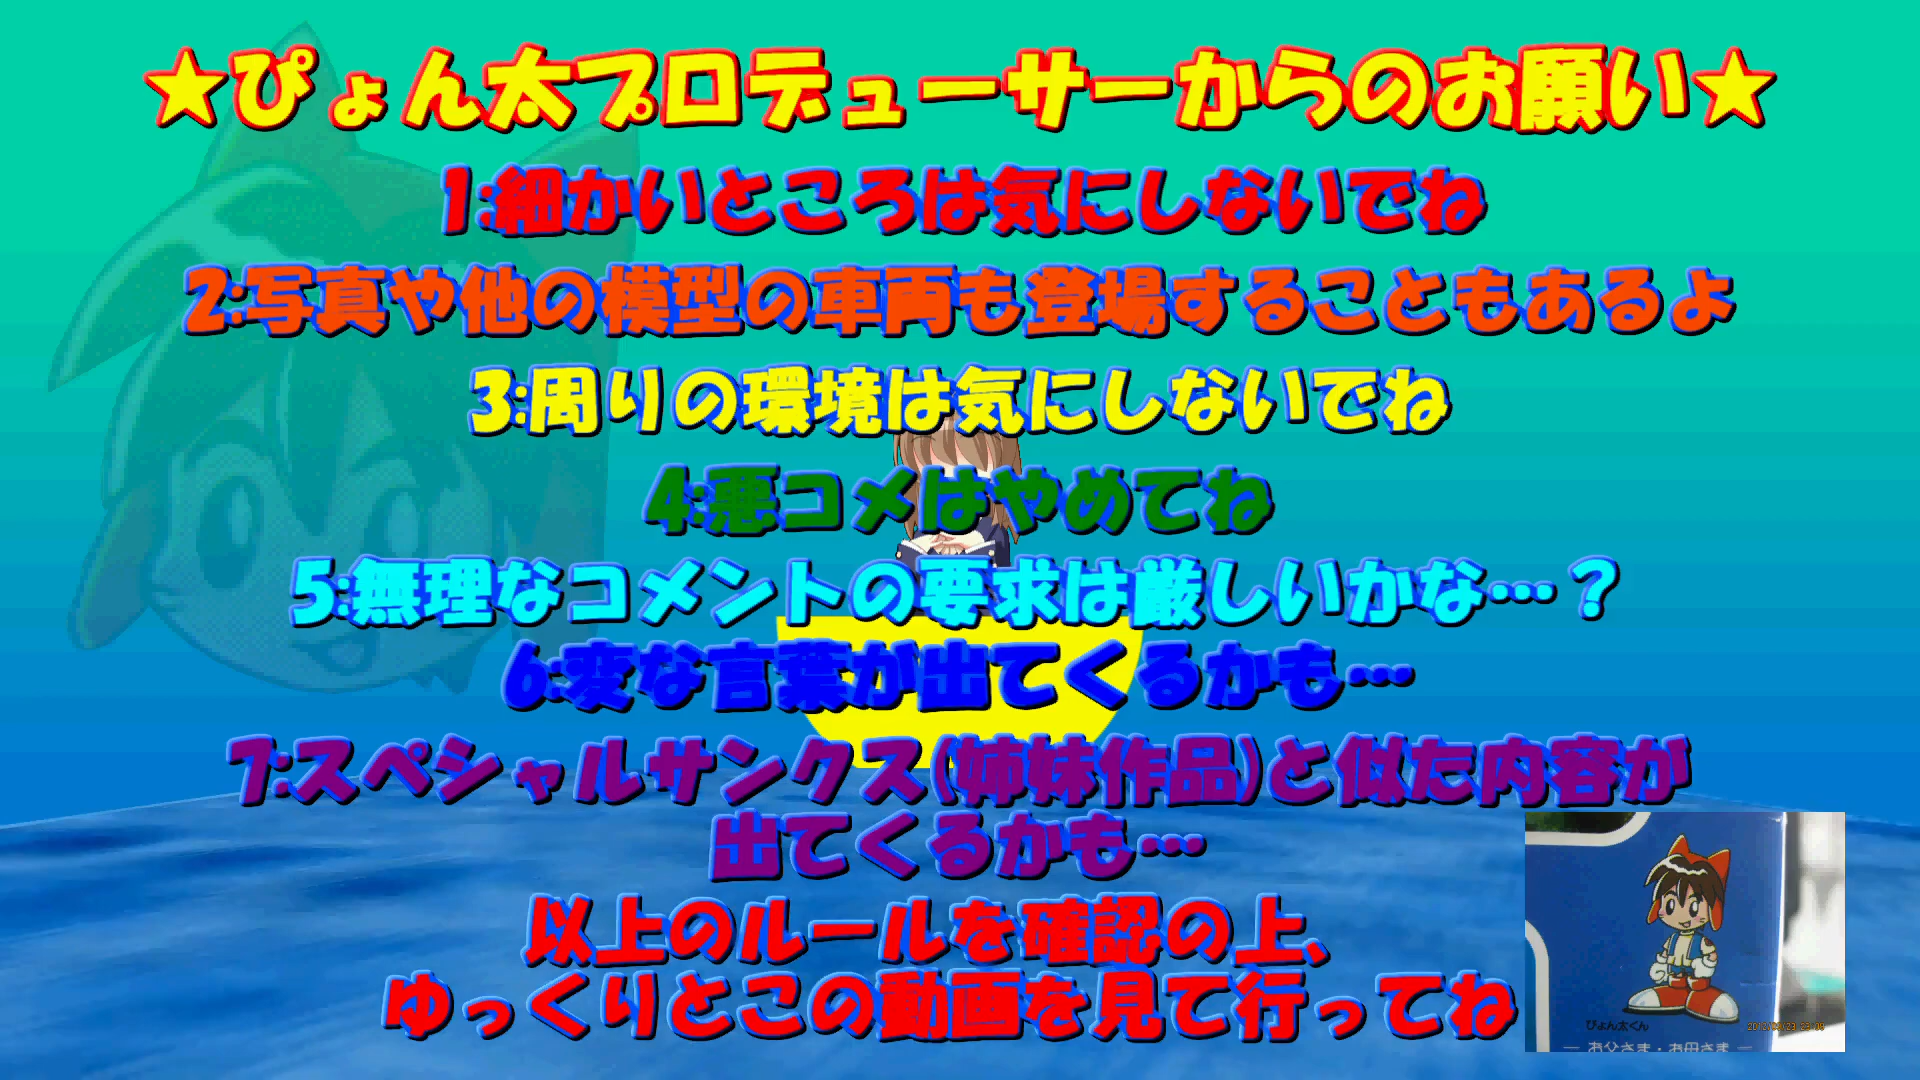 ★ぴょん太プロデューサーからのお願い★
1:細かいところは気にしないでね
2:写真や他の模型の車両も登場することもあるよ
3:周りの環境は気にしないでね
4:悪コメはやめてね
5:無理なコメントの要求は厳しいかな…？
6:変な言葉が出てくるかも…
7:スペシャルサンクス(姉妹作品)と似た内容が
出てくるかも…
以上のルールを確認の上、
ゆっくりとこの動画を見て行ってね
ぴょん太くん
― お父さま・お母さま ―